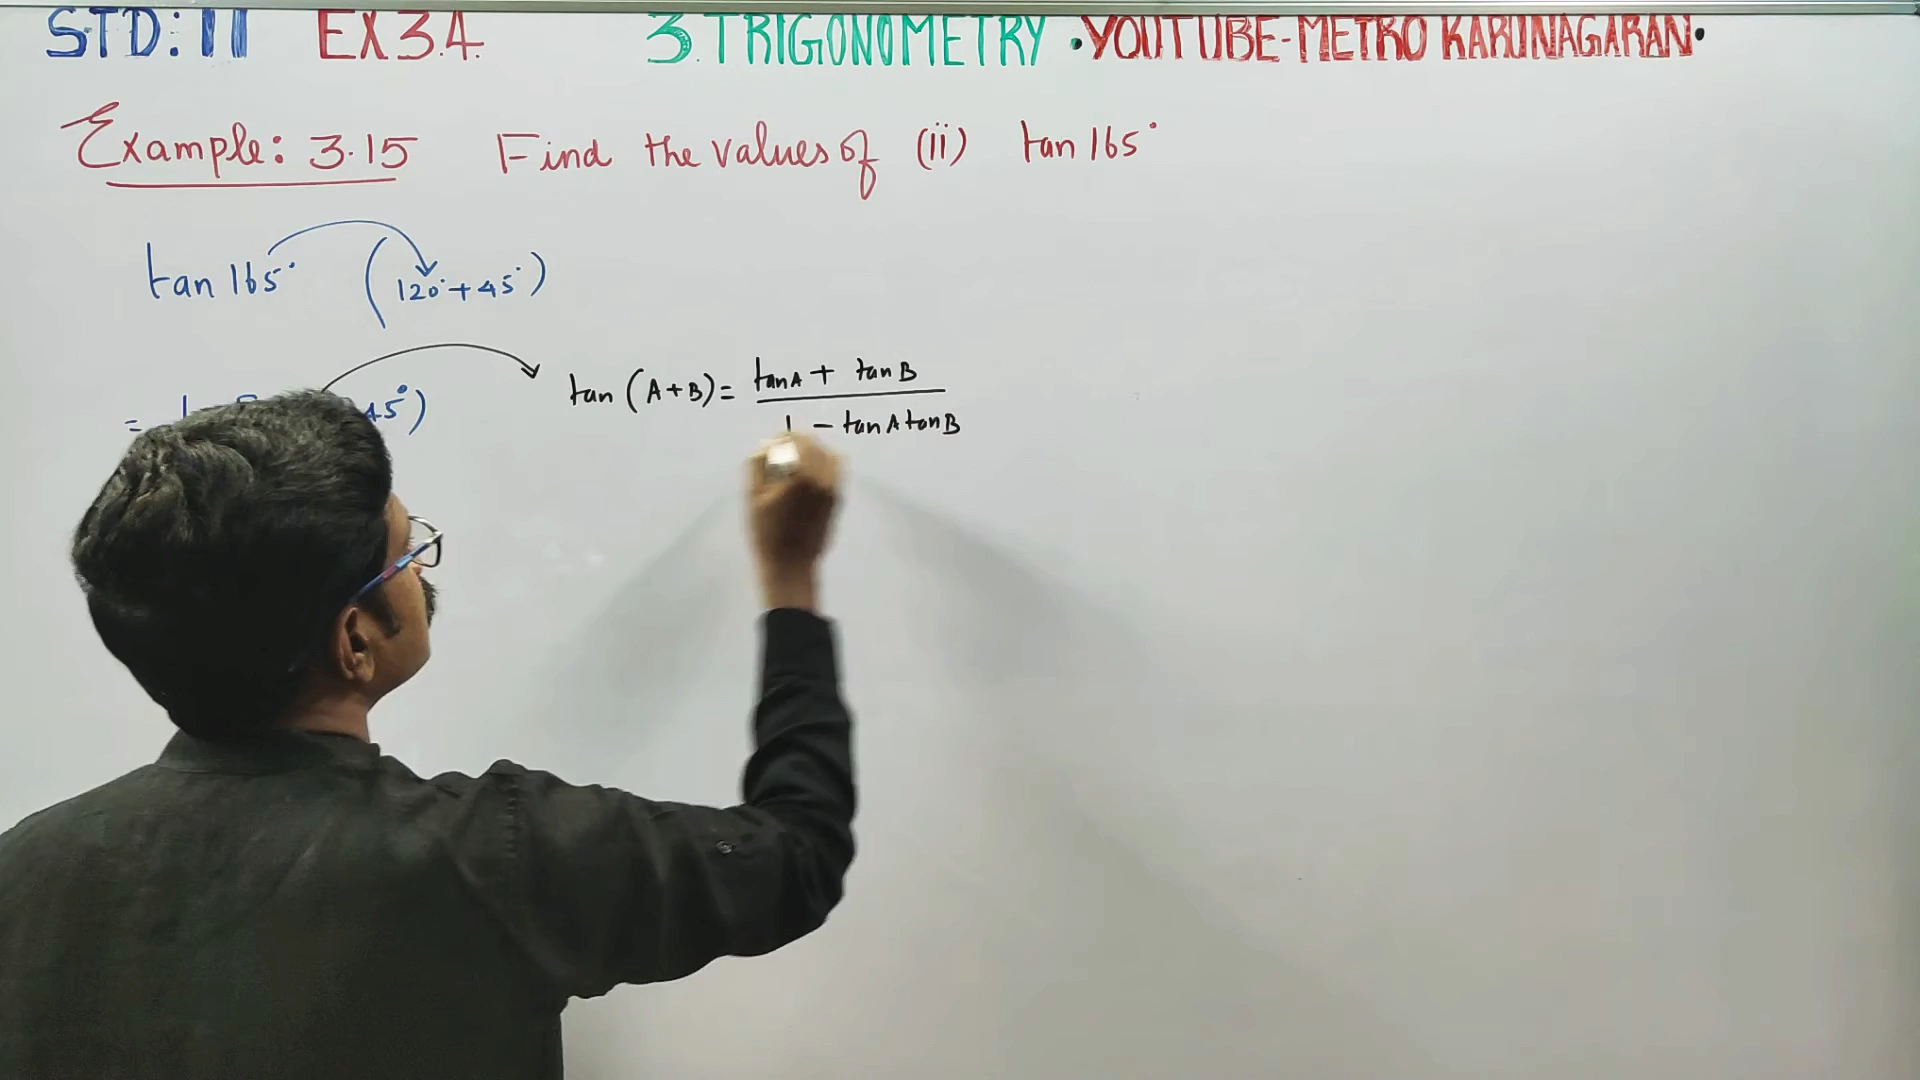 STD: 11 EX 3.4. 3. TRIGONOMETRY • YOUTUBE-METRO KARUNAGARAN •
Example: 3.15 Find the values of (ii) tan 165°
tan 165° (120° + 45°)
= 45°) tan (A+B) = tanA + tanB
1 - tanA tanB